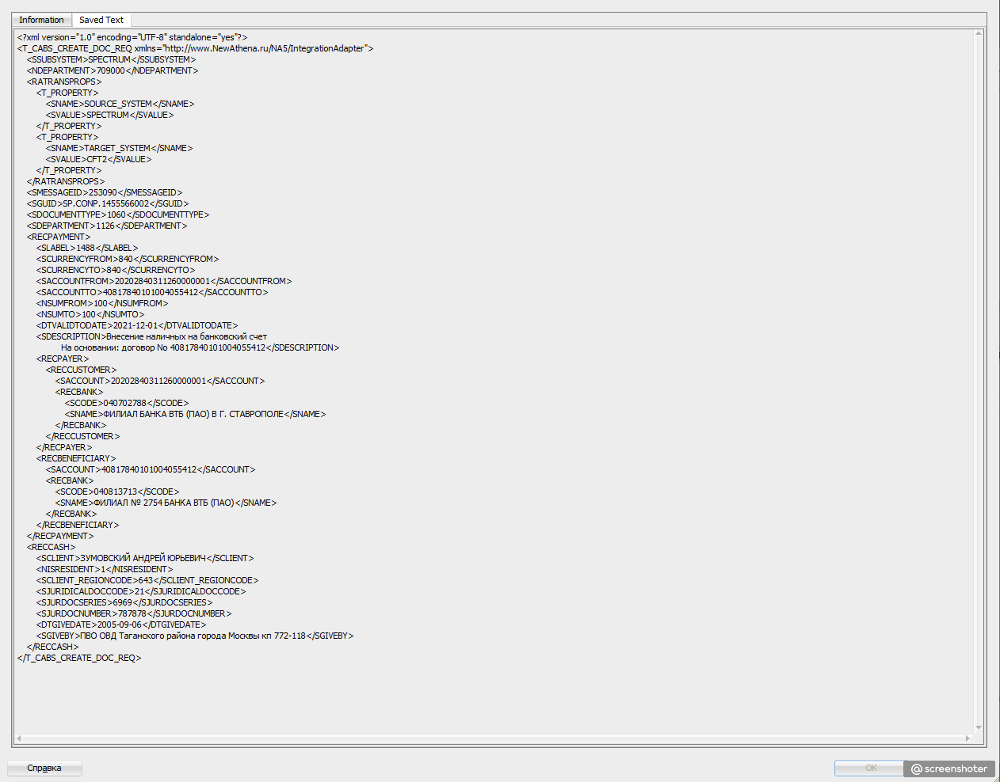 Information
Saved Text
<?xml version="1.0" encoding="UTF-8" standalone="yes"?>
<T_CABS_CREATE_DOC_REQ xmlns="http://www.NewAthena.ru/NA5/IntegrationAdapter">
<SSUBSYSTEM>SPECTRUM</SSUBSYSTEM>
<NDEPARTMENT>709000</NDEPARTMENT>
<RATRANSPROPS>
<T_PROPERTY>
<SNAME>SOURCE_SYSTEM</SNAME>
<SVALUE>SPECTRUM</SVALUE>
</T_PROPERTY>
<T_PROPERTY>
<SNAME>TARGET_SYSTEM</SNAME>
<SVALUE>CFT2</SVALUE>
</T_PROPERTY>
</RATRANSPROPS>
<SMESSAGEID>253090</SMESSAGEID>
<SGUID>SP.CONP.1455566002</SGUID>
<SDOCUMENTTYPE>1060</SDOCUMENTTYPE>
<SDEPARTMENT>1126</SDEPARTMENT>
<RECPAYMENT>
<SLABEL>1488</SLABEL>
<SCURRENCYFROM>840</SCURRENCYFROM>
<SCURRENCYTO>840</SCURRENCYTO>
<SACCOUNTFROM>20202840311260000001</SACCOUNTFROM>
<SACCOUNTTO>40817840101004055412</SACCOUNTTO>
<NSUMFROM>100</NSUMFROM>
<NSUMTO>100</NSUMTO>
<DTVALIDTODATE>2021-12-01</DTVALIDTODATE>
<SDESCRIPTION>Внесение наличных на банковский счет
На основании: договор No 40817840101004055412</SDESCRIPTION>
<RECPAYER>
<RECCUSTOMER>
<SACCOUNT>20202840311260000001</SACCOUNT>
<RECBANK>
<SCODE>040702788</SCODE>
<SNAME>ФИЛИАЛ БАНКА ВТБ (ПАО) В Г. СТАВРОПОЛЕ</SNAME>
</RECBANK>
</RECCUSTOMER>
</RECPAYER>
<RECBENEFICIARY>
<SACCOUNT>40817840101004055412</SACCOUNT>
<RECBANK>
<SCODE>040813713</SCODE>
<SNAME>ФИЛИАЛ № 2754 БАНКА ВТБ (ПАО)</SNAME>
</RECBANK>
</RECBENEFICIARY>
</RECPAYMENT>
<RECCASH>
<SCLIENT>ЗУМОВСКИЙ АНДРЕЙ ЮРЬЕВИЧ</SCLIENT>
<NISRESIDENT>1</NISRESIDENT>
<SCLIENT_REGIONCODE>643</SCLIENT_REGIONCODE>
<SJURIDICALDOCCODE>21</SJURIDICALDOCCODE>
<SJURDOCSERIES>6969</SJURDOCSERIES>
<SJURDOCNUMBER>787878</SJURDOCNUMBER>
<DTGIVEDATE>2005-09-06</DTGIVEDATE>
<SGIVEBY>ПВО ОВД Таганского района города Москвы кп 772-118</SGIVEBY>
</RECCASH>
</T_CABS_CREATE_DOC_REQ>
Справка
OK
@screenshoter